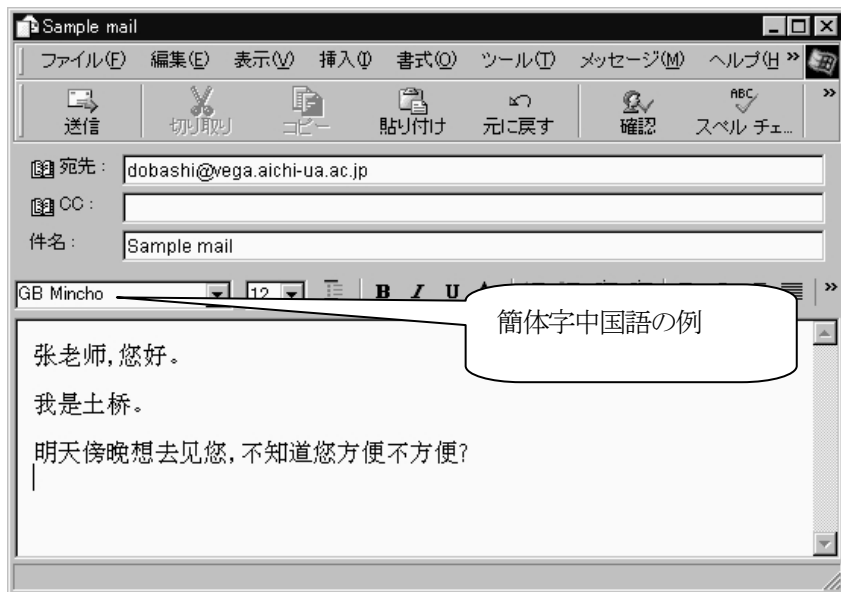 Sample mail
ファイル(F) 編集(E) 表示(V) 挿入(I) 書式(O) ツール(T) メッセージ(M) ヘルプ(H »
送信 切り取り コピー 貼り付け 元に戻す 確認 ABC スペル チェ... »
宛先: dobashi@vega.aichi-ua.ac.jp
CC:
件名: Sample mail
GB Mincho 12 B I U »
簡体字中国語の例
张老师,您好。
我是土桥。
明天傍晚想去见您,不知道您方便不方便?